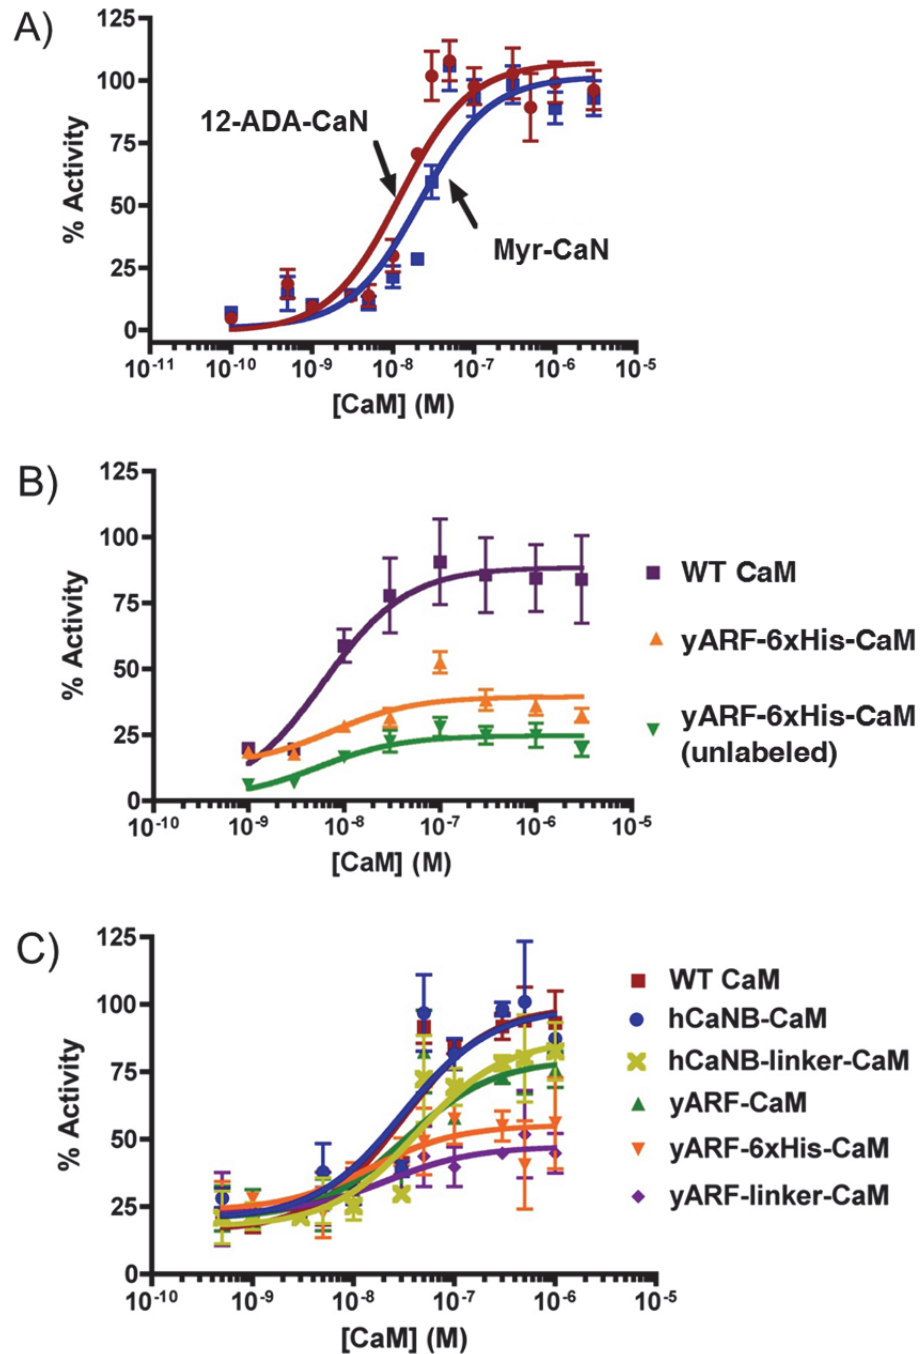 A)
125
100
75
50
25
0
% Activity
12-ADA-CaN
Myr-CaN
10-11 10-10 10-9 10-8 10-7 10-6 10-5
[CaM] (M)
B)
125
100
75
50
25
0
% Activity
WT CaM
yARF-6xHis-CaM
yARF-6xHis-CaM
(unlabeled)
10-10 10-9 10-8 10-7 10-6 10-5
[CaM] (M)
C)
125
100
75
50
25
0
% Activity
WT CaM
hCaNB-CaM
hCaNB-linker-CaM
yARF-CaM
yARF-6xHis-CaM
yARF-linker-CaM
10-10 10-9 10-8 10-7 10-6 10-5
[CaM] (M)